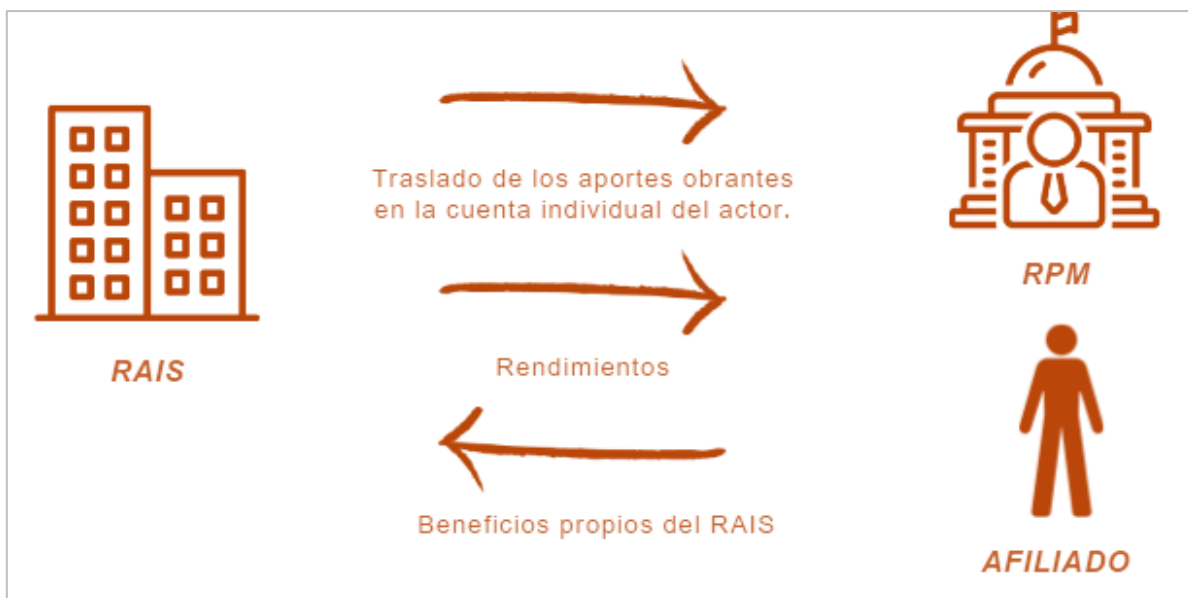 RAIS
Traslado de los aportes obrantes
en la cuenta individual del actor.
Rendimientos
Beneficios propios del RAIS
RPM
AFILIADO